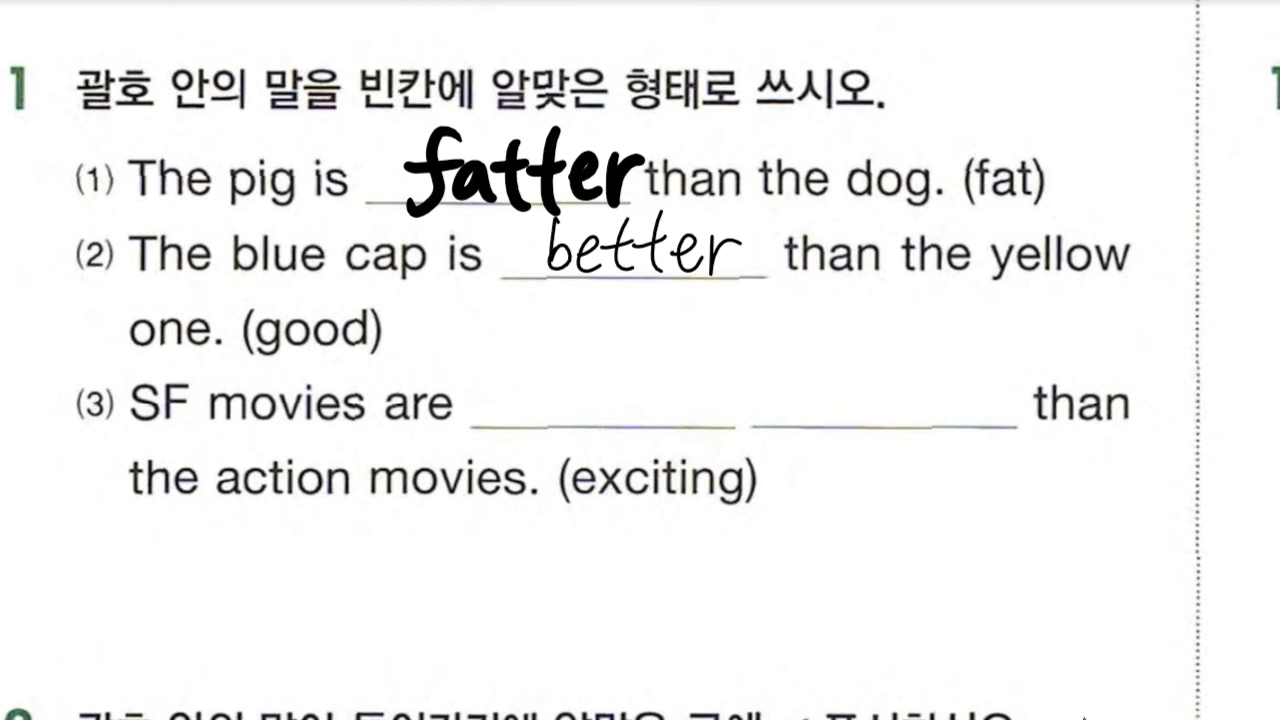 1 괄호 안의 말을 빈칸에 알맞은 형태로 쓰시오.
(1) The pig is fatter than the dog. (fat)
(2) The blue cap is better than the yellow
one. (good)
(3) SF movies are ____ ____ than
the action movies. (exciting)